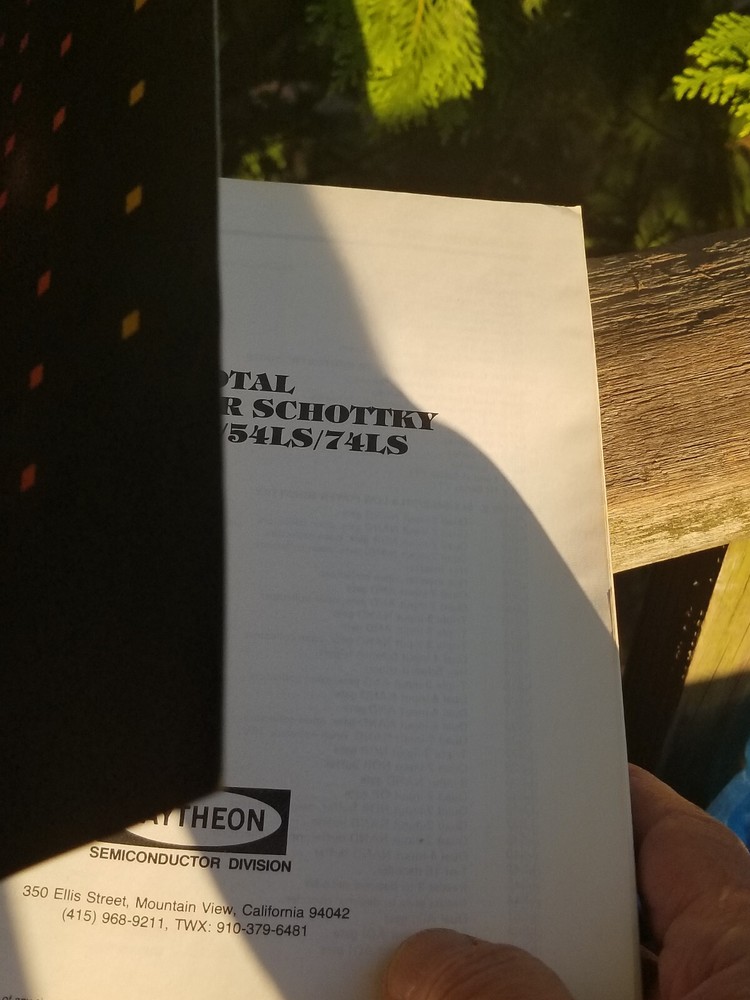 OTAL
R SCHOTTKY
/54LS/74LS
AYTHEON
SEMICONDUCTOR DIVISION
350 Ellis Street, Mountain View, California 94042
(415) 968-9211, TWX: 910-379-6481